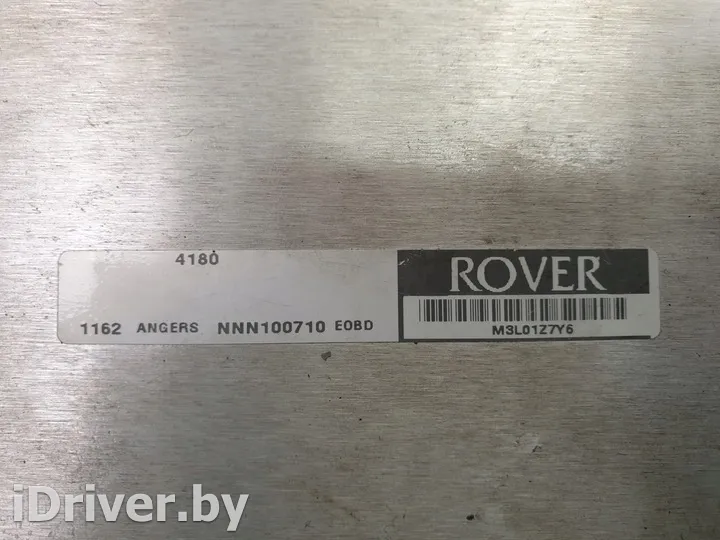 4180
ROVER
1162 ANGERS NNN100710 EOBD
M3L01Z7Y6
iDriver.by